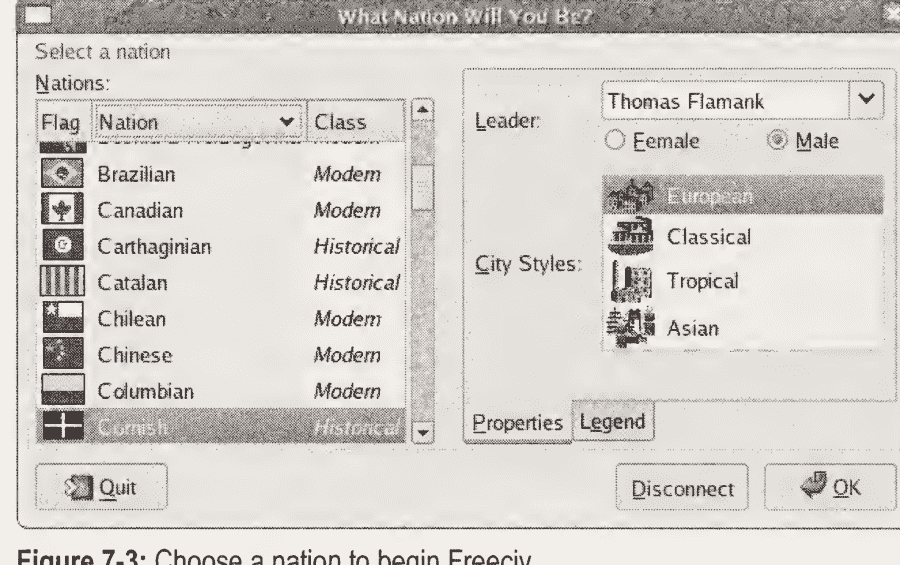 What Nation Will You Be?
Select a nation
Nations:
Flag Nation Class
Brazilian Modern
Canadian Modern
Carthaginian Historical
Catalan Historical
Chilean Modern
Chinese Modern
Columbian Modern
Cornish Historical
Leader:
Thomas Flamank
Female Male
City Styles:
European
Classical
Tropical
Asian
Properties Legend
Quit
Disconnect OK
Figure 7-3: Choose a nation to begin Freeciv